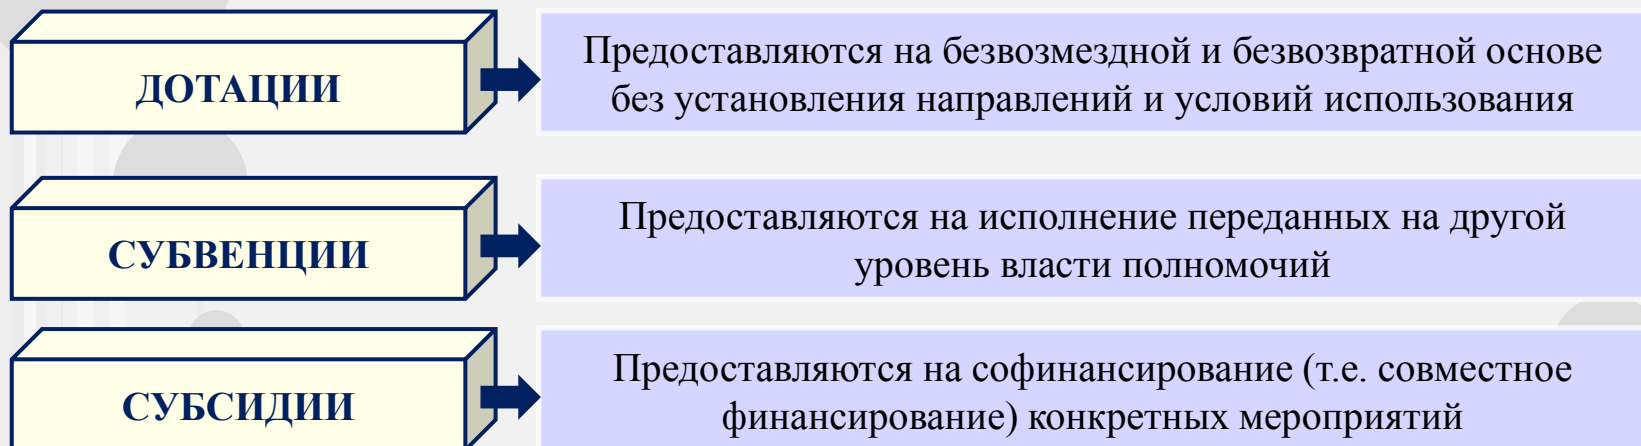 ДОТАЦИИ
Предоставляются на безвозмездной и безвозвратной основе
без установления направлений и условий использования
СУБВЕНЦИИ
Предоставляются на исполнение переданных на другой
уровень власти полномочий
СУБСИДИИ
Предоставляются на софинансирование (т.е. совместное
финансирование) конкретных мероприятий